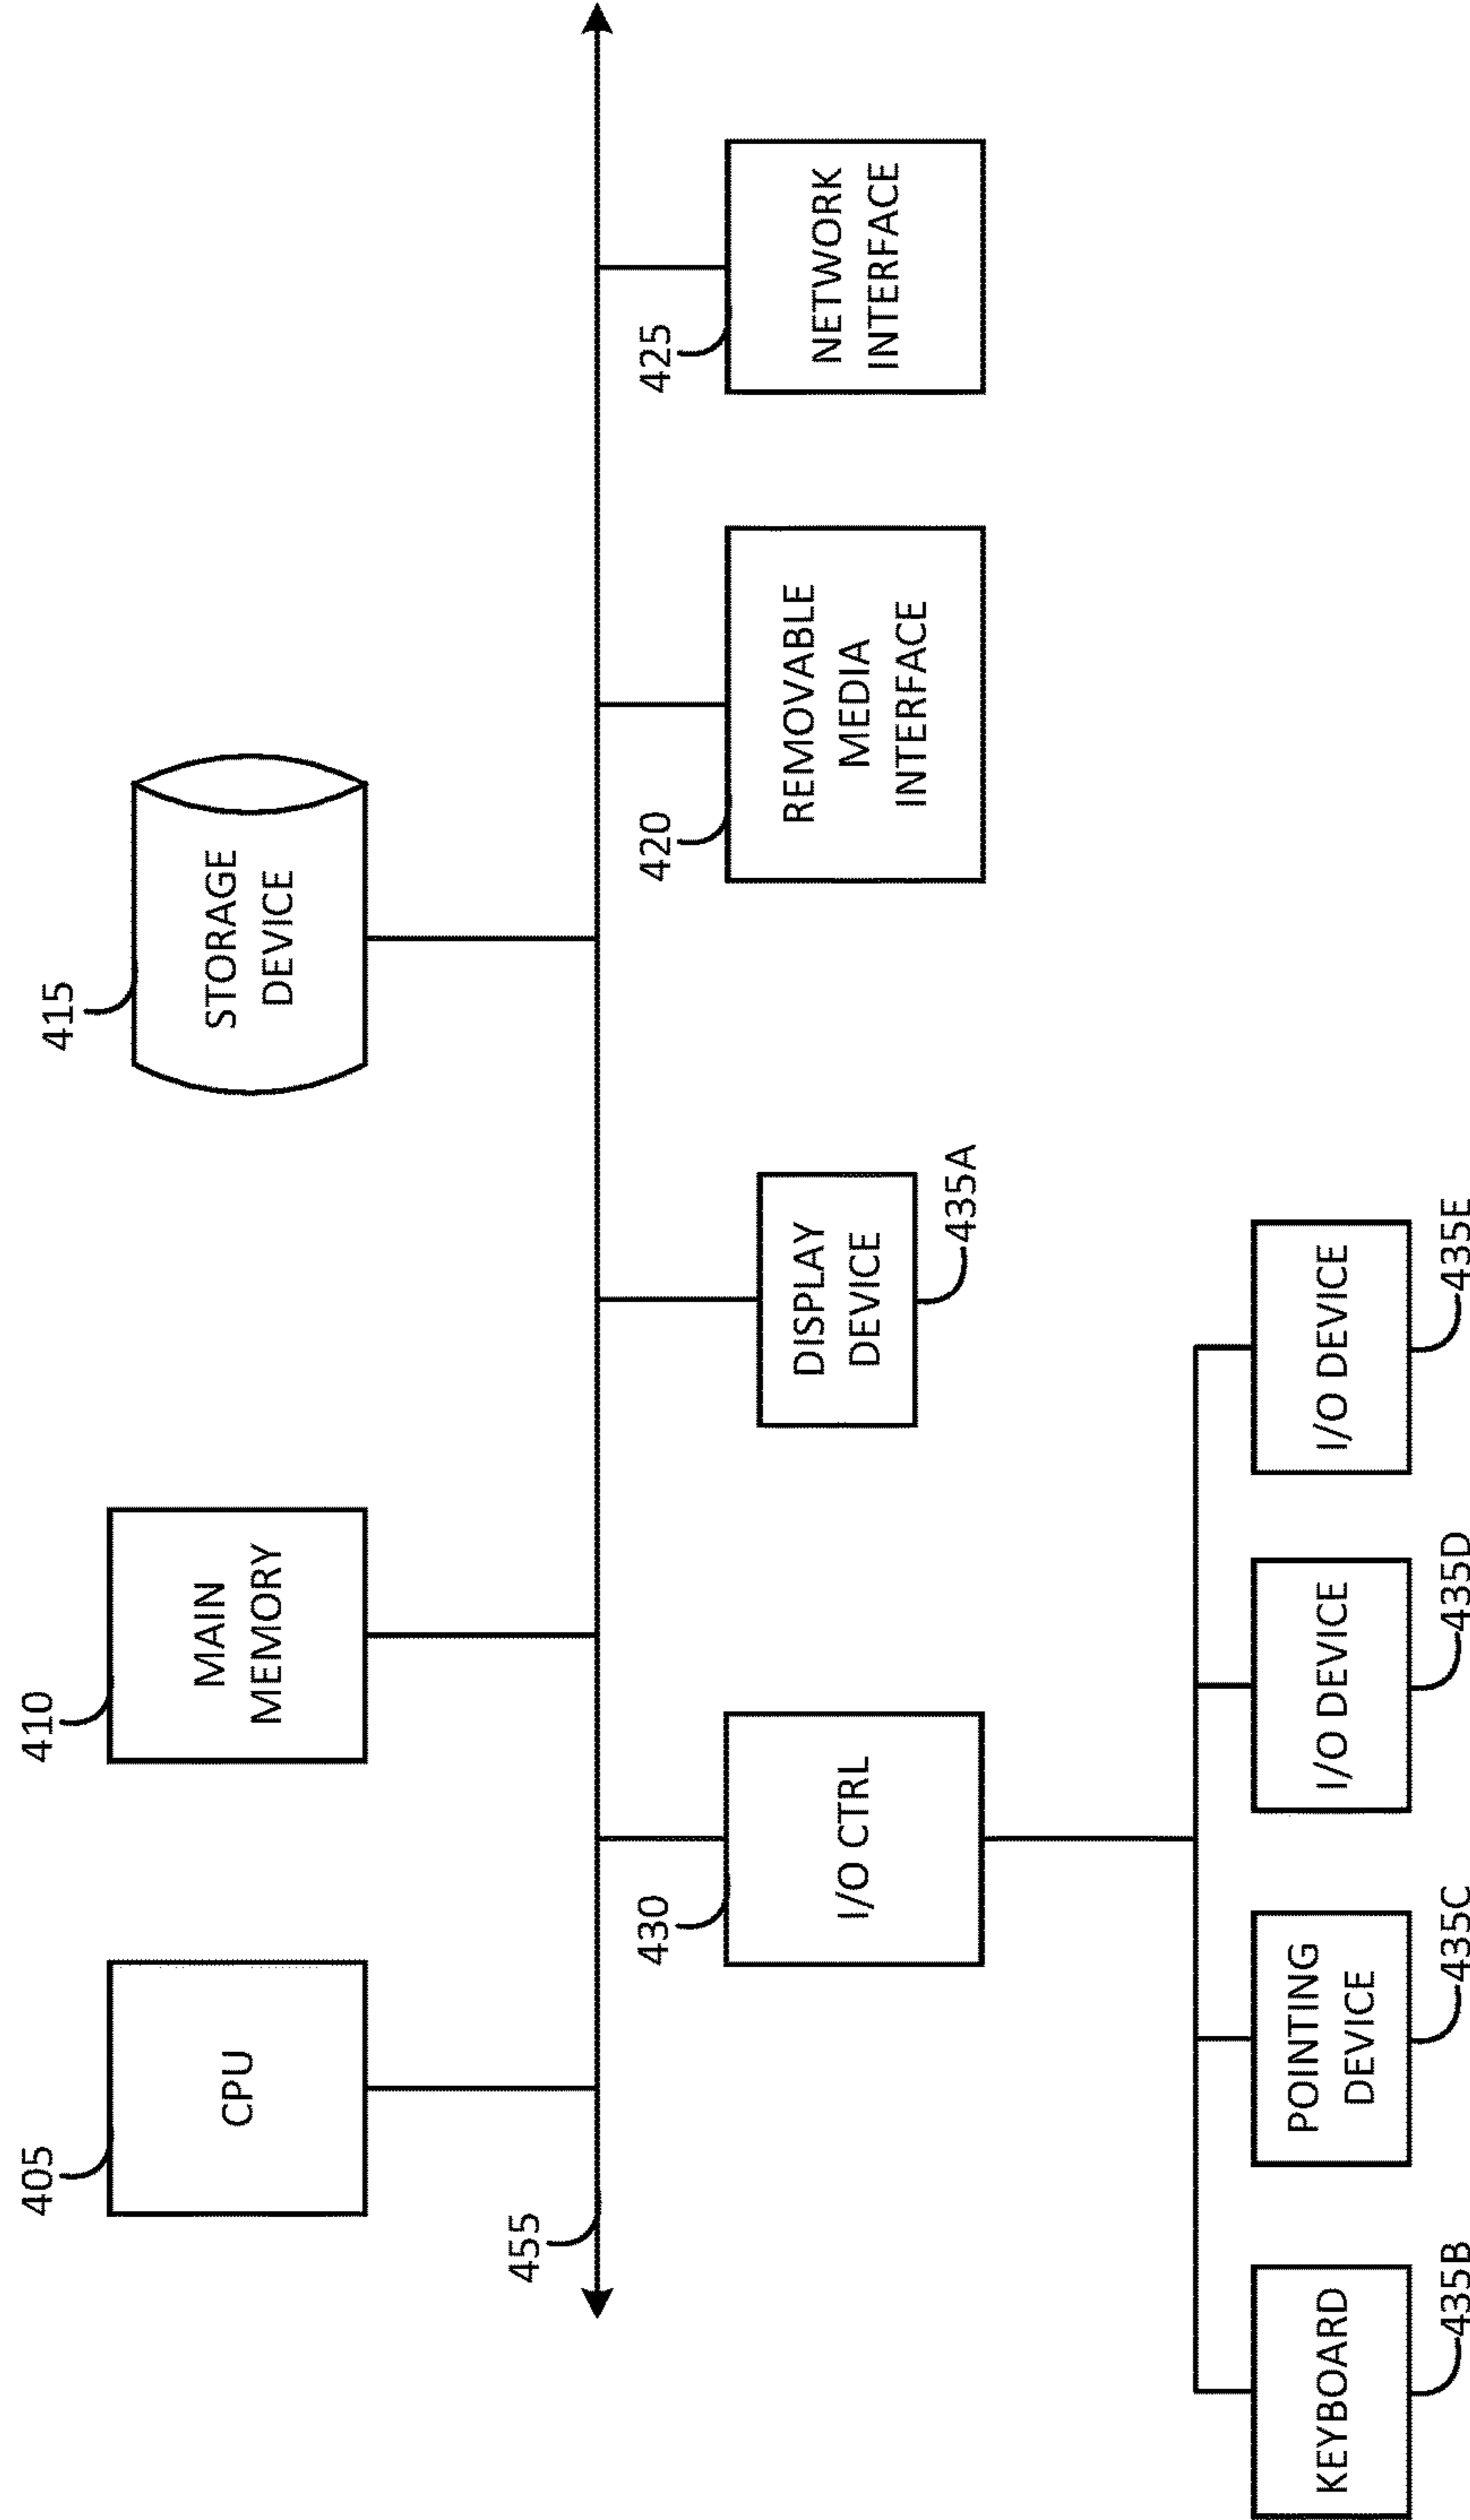 405
CPU
410
MAIN
MEMORY
415
STORAGE
DEVICE
455
430
I/O CTRL
DISPLAY
DEVICE
435A
420
REMOVABLE
MEDIA
INTERFACE
425
NETWORK
INTERFACE
KEYBOARD
435B
POINTING
DEVICE
435C
I/O DEVICE
435D
I/O DEVICE
435E